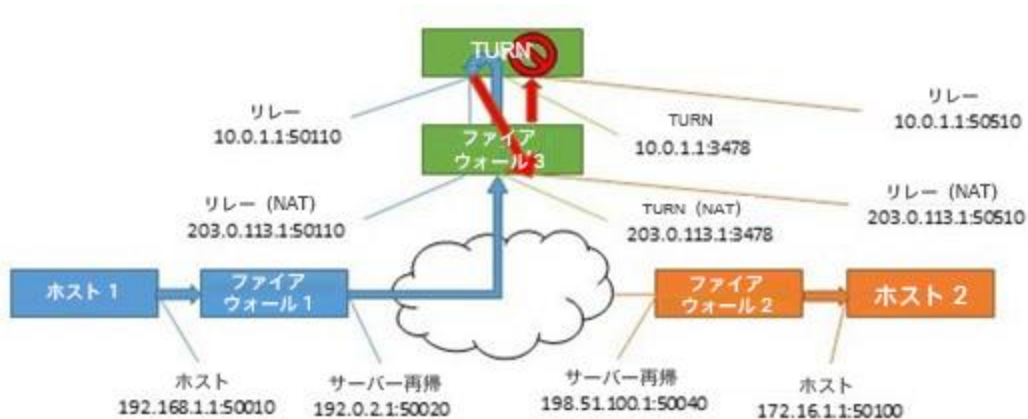 TURN
リレー
10.0.1.1:50110
リレー
10.0.1.1:50510
TURN
10.0.1.1:3478
ファイア
ウォール 3
リレー (NAT)
203.0.113.1:50110
TURN (NAT)
203.0.113.1:3478
リレー (NAT)
203.0.113.1:50510
ホスト 1
ファイア
ウォール 1
ファイア
ウォール 2
ホスト 2
ホスト
192.168.1.1:50010
サーバー再帰
192.0.2.1:50020
サーバー再帰
198.51.100.1:50040
ホスト
172.16.1.1:50100